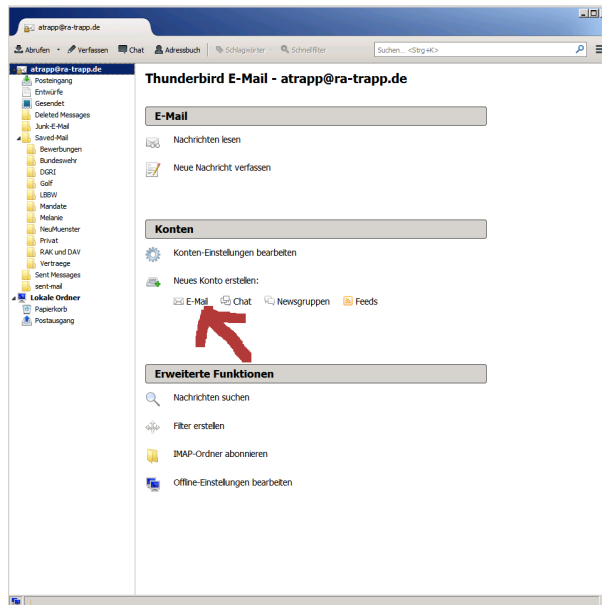 atrapp@ra-trapp.de
Abrufen Verfassen Chat Adressbuch Schlagwörter Schnellfilter Suchen... <Strg+K>
atrapp@ra-trapp.de
Posteingang
Entwürfe
Gesendet
Deleted Messages
Junk-E-Mail
Saved-Mail
Bewerbungen
Bundeswehr
DGRI
Golf
LBBW
Mandate
Melanie
NeuMuenster
Privat
RAK und DAV
Vertraege
Sent Messages
sent-mail
Lokale Ordner
Papierkorb
Postausgang
Thunderbird E-Mail - atrapp@ra-trapp.de
E-Mail
Nachrichten lesen
Neue Nachricht verfassen
Konten
Konten-Einstellungen bearbeiten
Neues Konto erstellen:
E-Mail Chat Newsgruppen Feeds
Erweiterte Funktionen
Nachrichten suchen
Filter erstellen
IMAP-Ordner abonnieren
Offline-Einstellungen bearbeiten